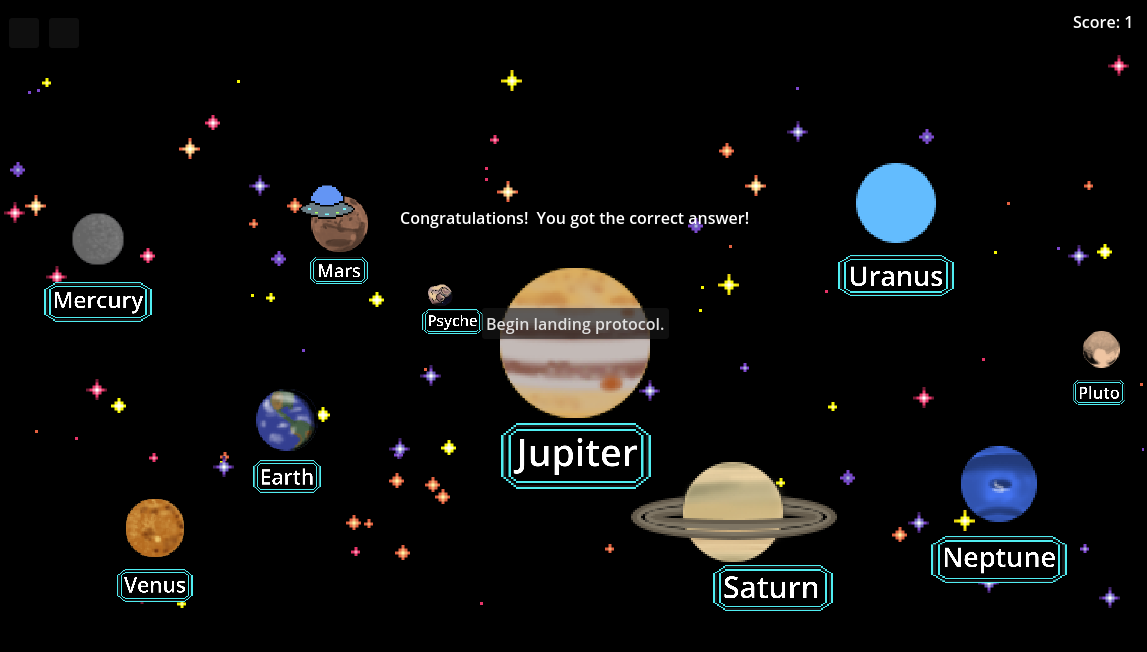 Score: 1
Congratulations!  You got the correct answer!
Mars
Uranus
Mercury
Psyche
Begin landing protocol.
Pluto
Jupiter
Earth
Neptune
Venus
Saturn